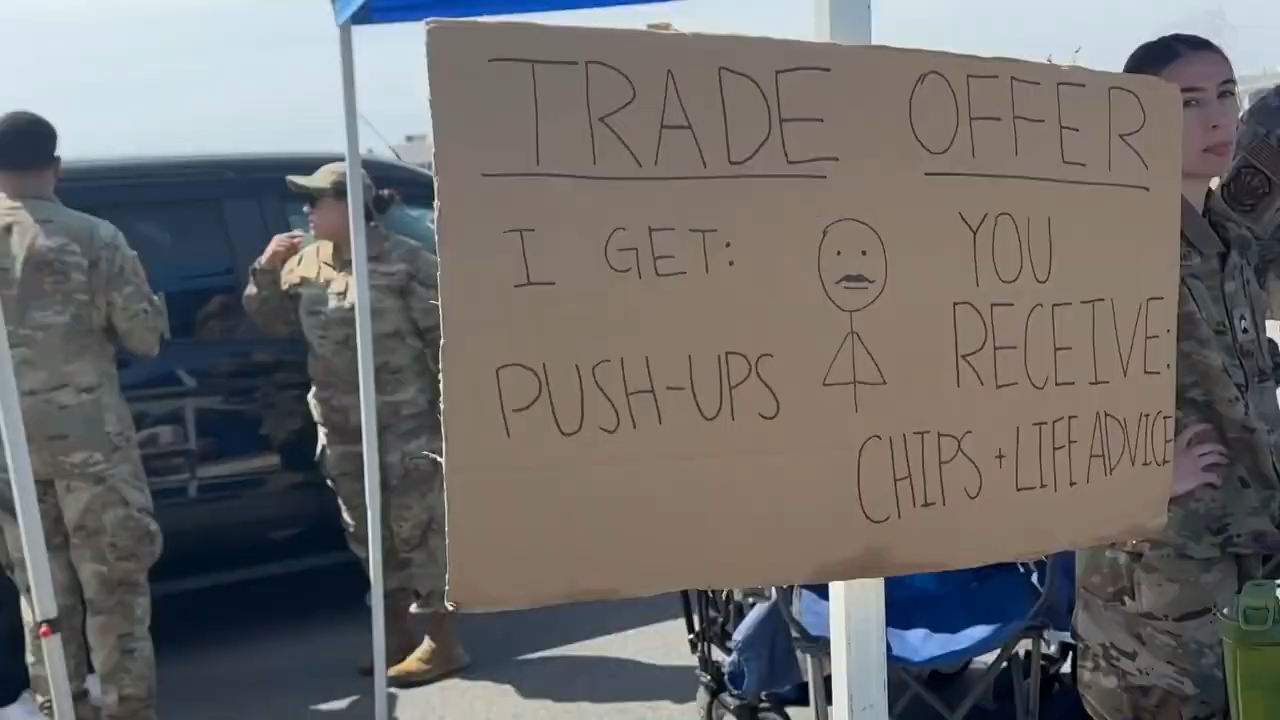 TRADE OFFER
I GET:
PUSH-UPS
YOU
RECEIVE:
CHIPS + LIFE ADVICE